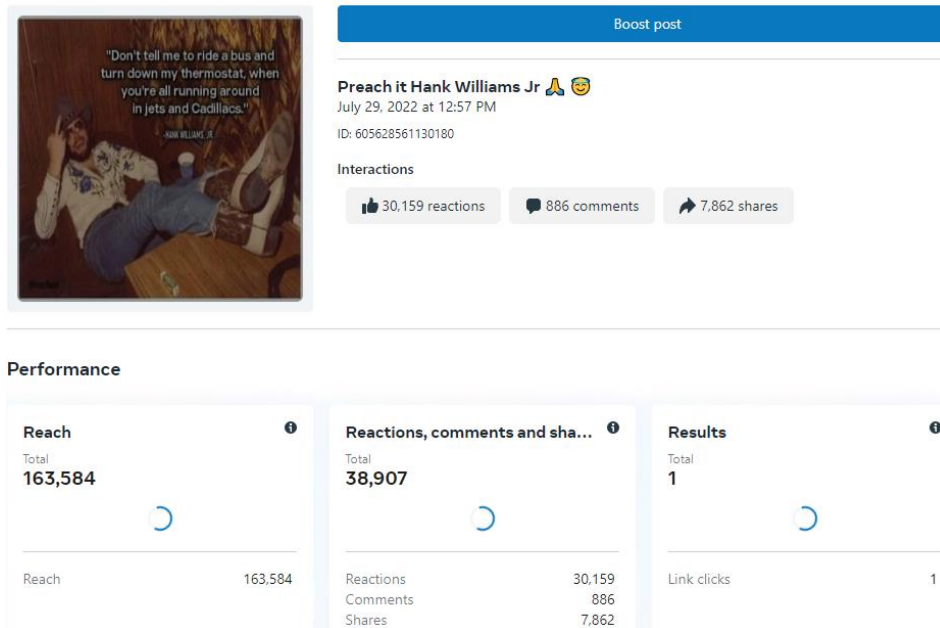 Boost post
"Don't tell me to ride a bus and
turn down my thermostat, when
you're all running around
in jets and Cadillacs."
-HANK WILLIAMS, JR.
Preach it Hank Williams Jr 🙏 😇
July 29, 2022 at 12:57 PM
ID: 605628561130180
Interactions
30,159 reactions
886 comments
7,862 shares
Performance
Reach
Total
163,584
Reach 163,584
Reactions, comments and sha...
Total
38,907
Reactions 30,159
Comments 886
Shares 7,862
Results
Total
1
Link clicks 1